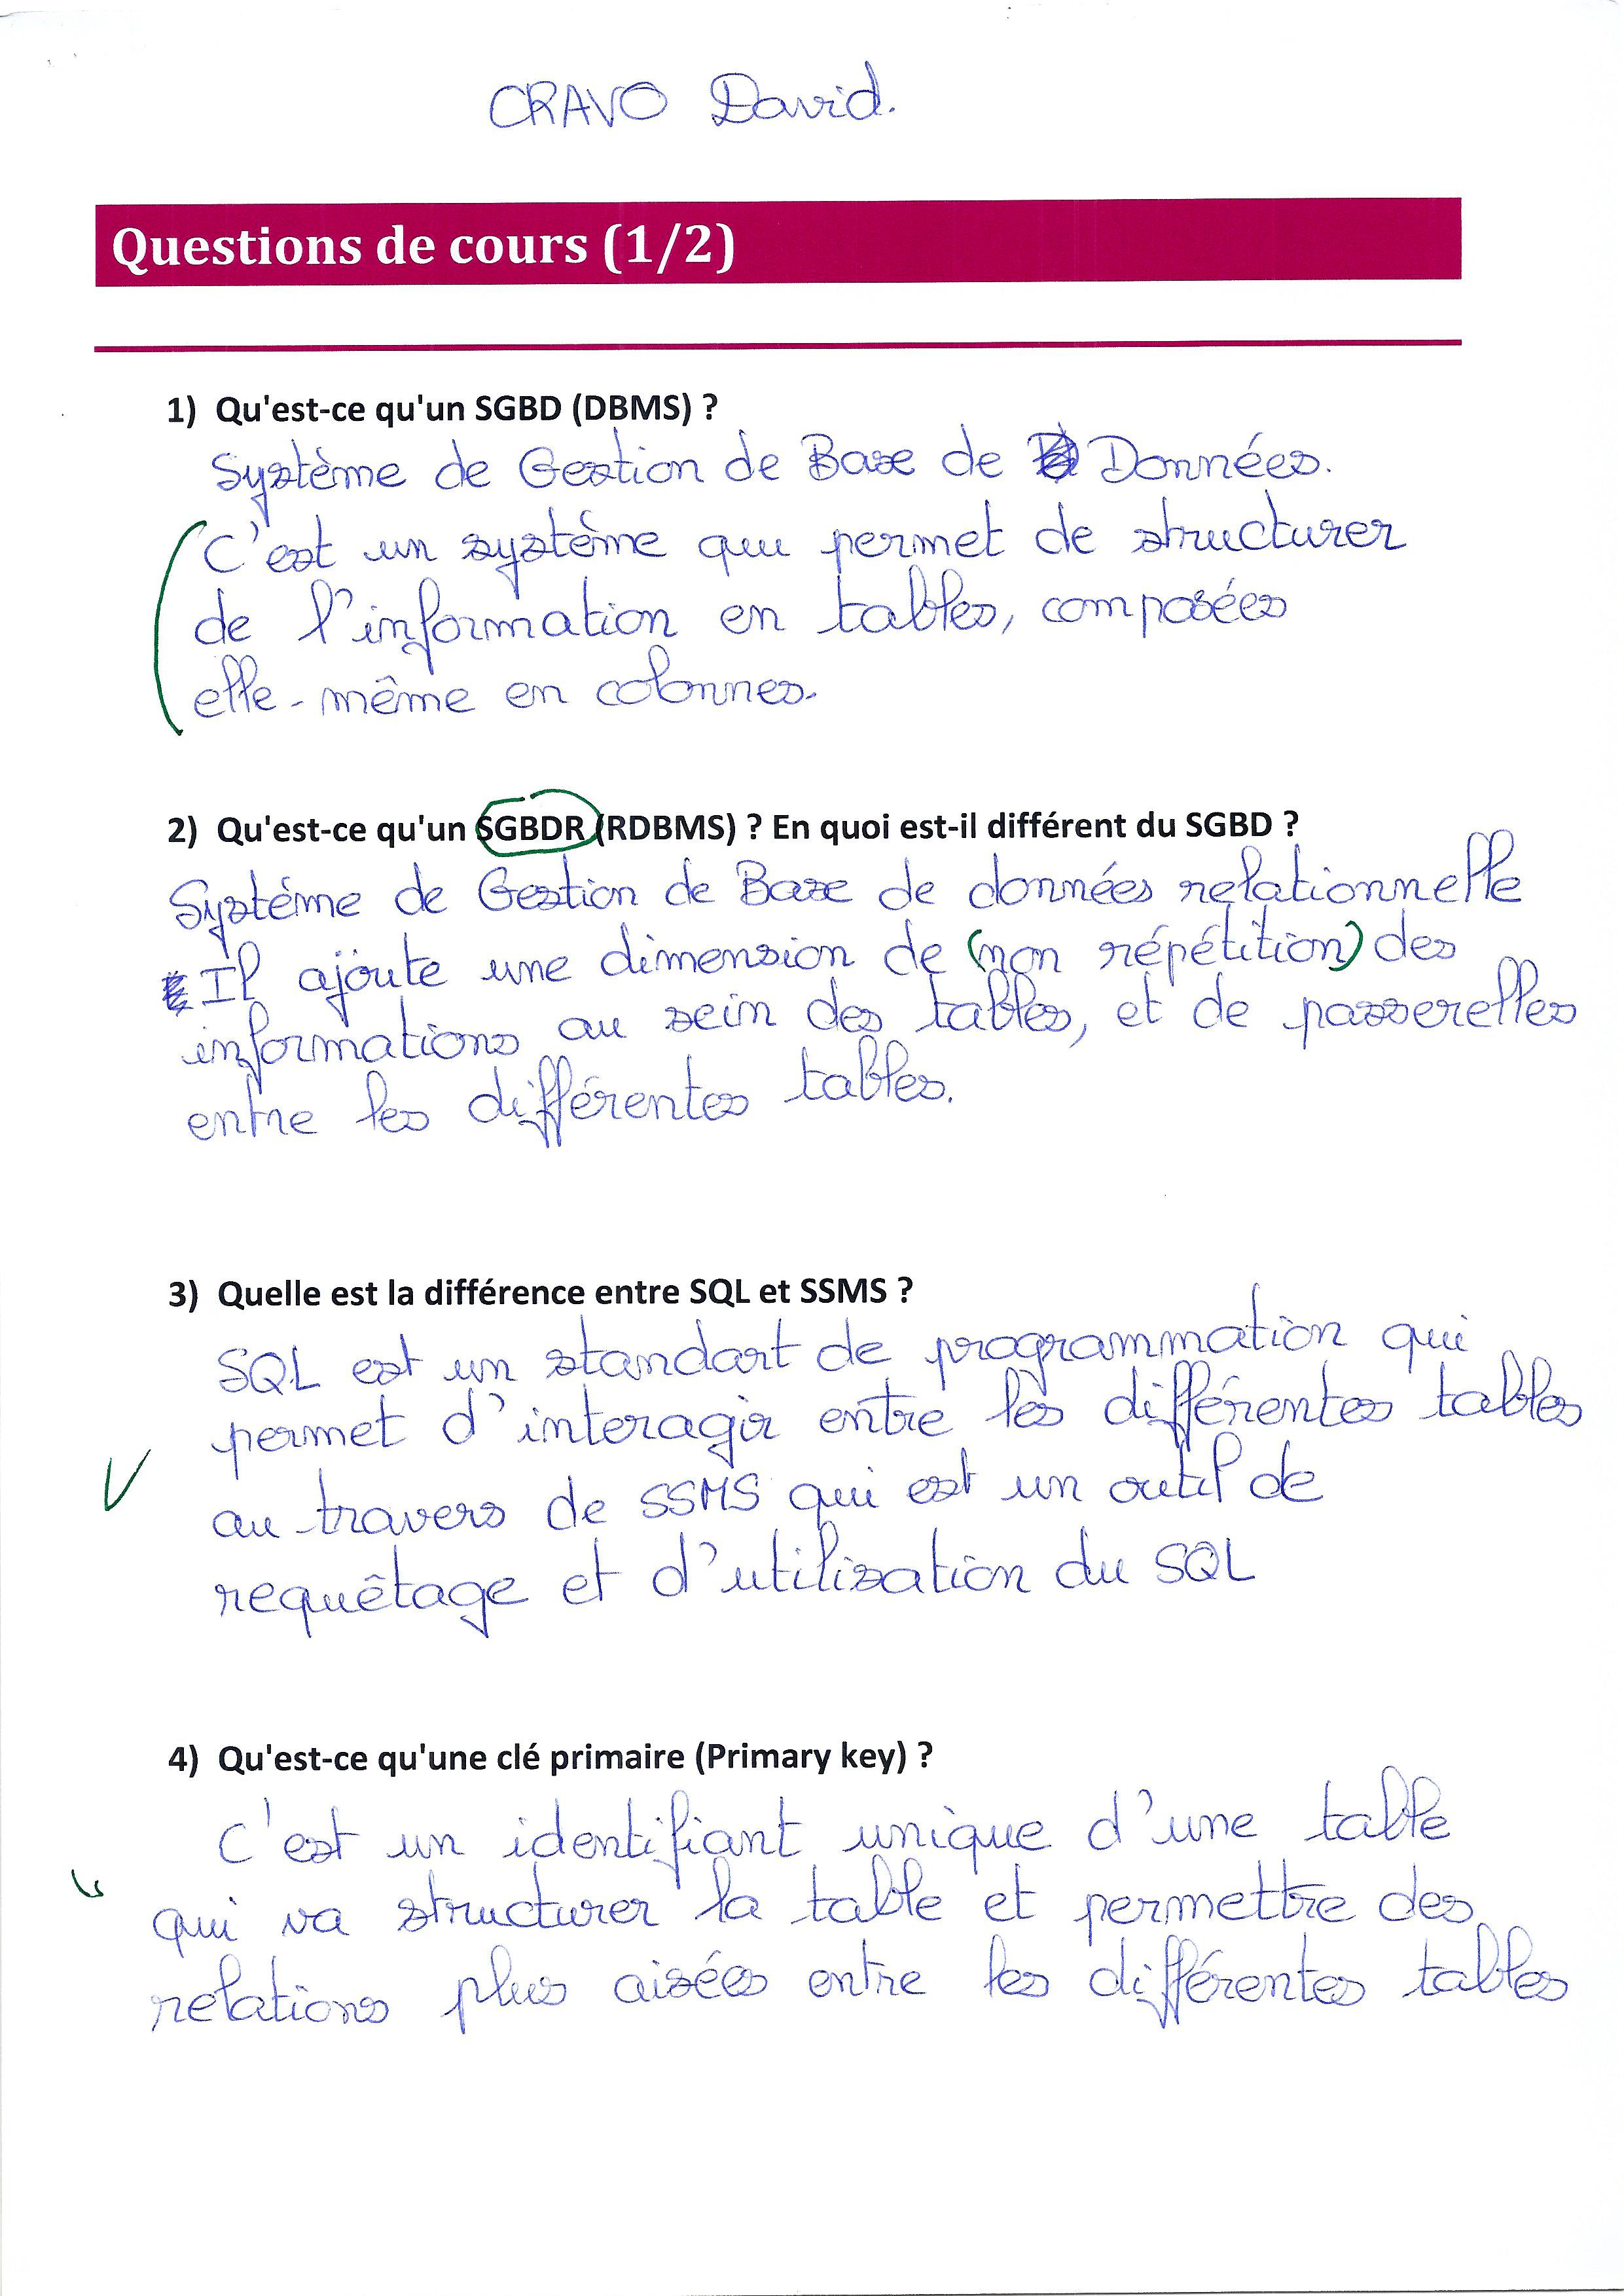 CRAVO David.
Questions de cours (1/2)
1) Qu'est-ce qu'un SGBD (DBMS) ?
Système de Gestion de Base de Données.
C'est un système qui permet de structurer
de l'information en tables, composées
elle-même en colonnes.
2) Qu'est-ce qu'un SGBDR (RDBMS) ? En quoi est-il différent du SGBD ?
Système de Gestion de Base de données relationnelle
Il ajoute une dimension de (non répétition) des
informations au sein des tables, et de passerelles
entre les différentes tables.
3) Quelle est la différence entre SQL et SSMS ?
SQL est un standart de programmation qui
permet d'interagir entre les différentes tables
au travers de SSMS qui est un outil de
requêtage et d'utilisation du SQL
4) Qu'est-ce qu'une clé primaire (Primary key) ?
C'est un identifiant unique d'une table
qui va structurer la table et permettre des
relations plus aisées entre les différentes tables